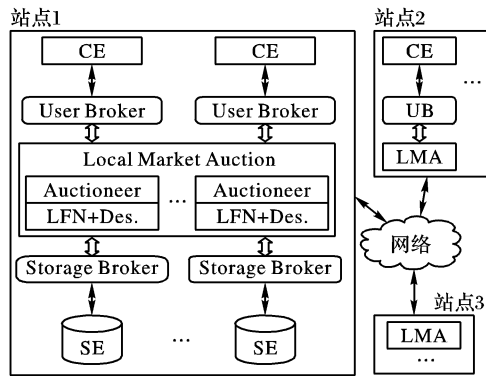 站点1
站点2
CE
CE
CE
...
User Broker
User Broker
UB
Local Market Auction
LMA
Auctioneer
...
Auctioneer
LFN+Des.
LFN+Des.
网络
Storage Broker
Storage Broker
站点3
SE
...
SE
LMA
...